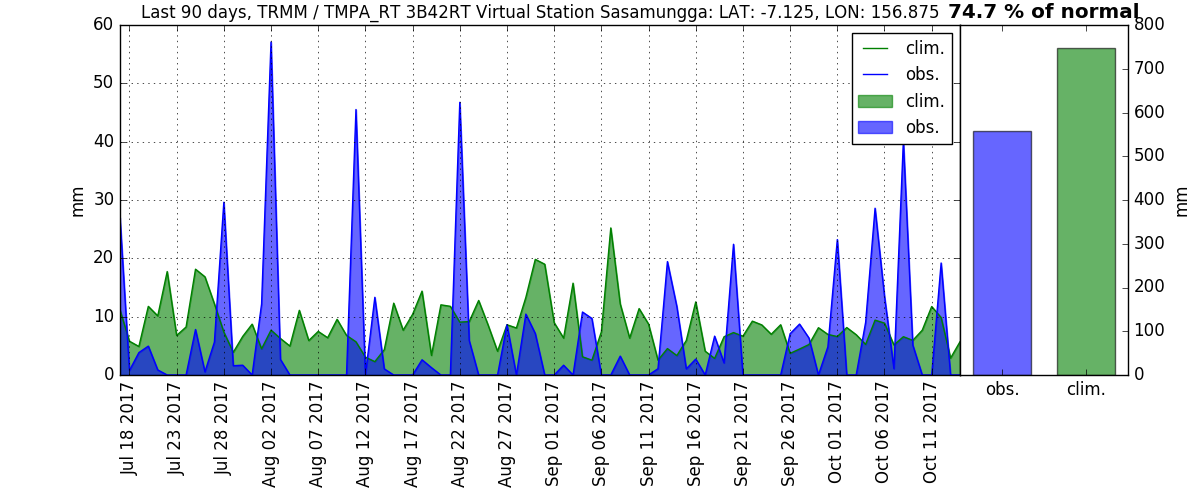 Last 90 days, TRMM / TMPA_RT 3B42RT Virtual Station Sasamungga: LAT: -7.125, LON: 156.875 74.7 % of normal
60
50
40
30
20
10
0
mm
clim.
obs.
clim.
obs.
800
700
600
500
400
300
200
100
0
mm
obs.
clim.
Jul 18 2017
Jul 23 2017
Jul 28 2017
Aug 02 2017
Aug 07 2017
Aug 12 2017
Aug 17 2017
Aug 22 2017
Aug 27 2017
Sep 01 2017
Sep 06 2017
Sep 11 2017
Sep 16 2017
Sep 21 2017
Sep 26 2017
Oct 01 2017
Oct 06 2017
Oct 11 2017